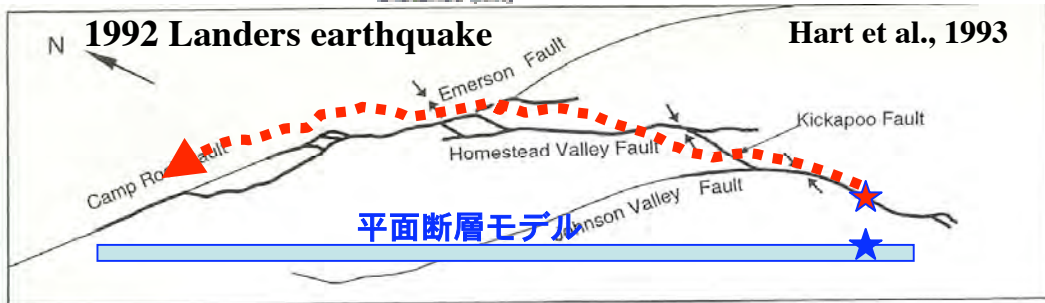 1992 Landers earthquake
Hart et al., 1993
N
Emerson Fault
Kickapoo Fault
Homestead Valley Fault
Camp Ro Fault
Johnson Valley Fault
平面断層モデル